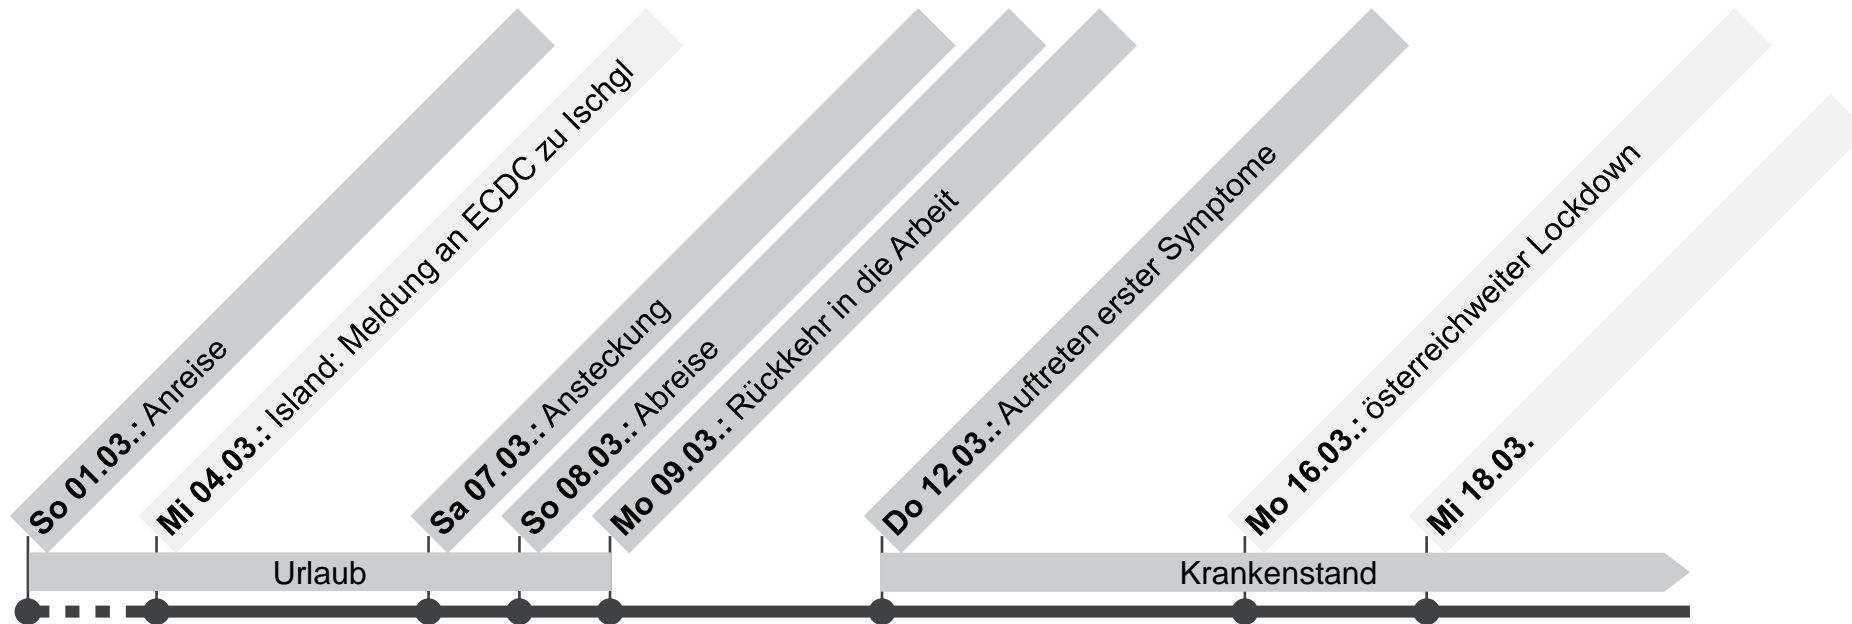 So 01.03.: Anreise
Mi 04.03.: Island: Meldung an ECDC zu Ischgl
Sa 07.03.: Ansteckung
So 08.03.: Abreise
Mo 09.03.: Rückkehr in die Arbeit
Do 12.03.: Auftreten erster Symptome
Mo 16.03.: österreichweiter Lockdown
Mi 18.03.
Urlaub
Krankenstand